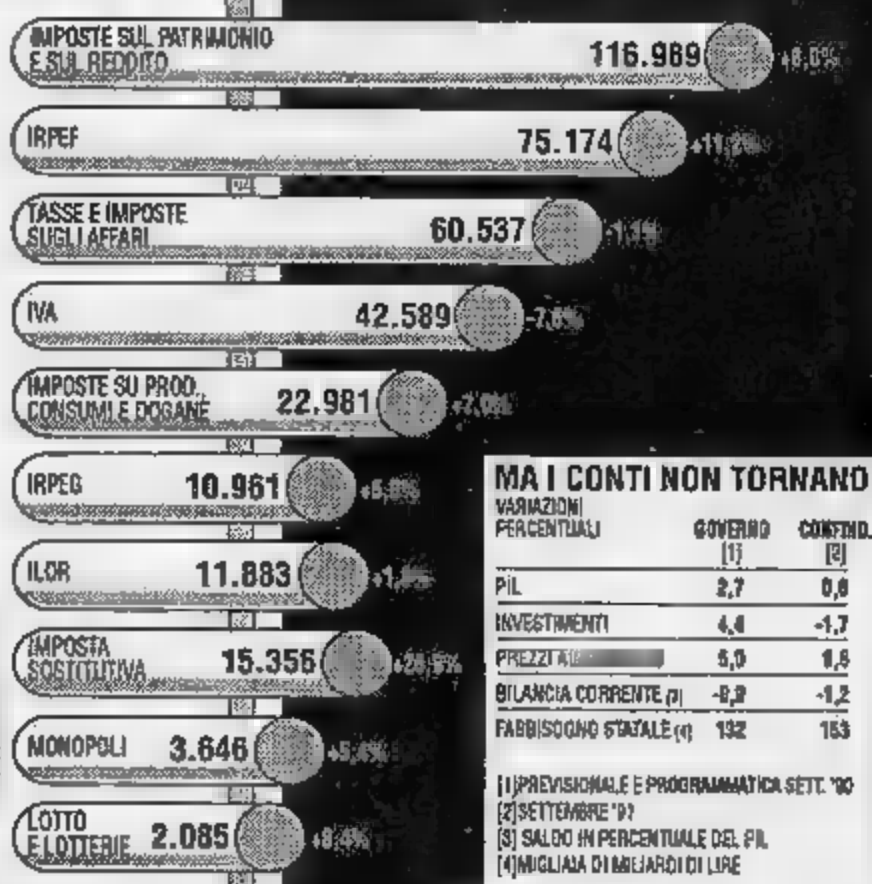 IMPOSTE SUL PATRIMONIO
E SUL REDDITO
116.989
IRPEF
75.174
TASSE E IMPOSTE
SUGLI AFFARI
60.537
IVA
42.589
IMPOSTE SU PROD.,
CONSUMI E DOGANE
22.981
IRPEG
10.961
ILOR
11.883
IMPOSTA
SOSTITUTIVA
15.356
MONOPOLI
3.646
LOTTO
E LOTTERIE
2.085
MA I CONTI NON TORNANO
VARIAZIONI
PERCENTUALI
GOVERNO CONFIND.
[1] [2]
PIL 2,7
INVESTIMENTI 4,4 -1,7
PREZZI
BILANCIA CORRENTE [3] -1,2
FABBISOGNO STATALE [4] 132 153
[1] PREVISIONALE E PROGRAMMATICA SETT. '90
[2] SETTEMBRE
[3] SALDO IN PERCENTUALE DEL PIL
[4] MIGLIAIA DI MILIARDI DI LIRE